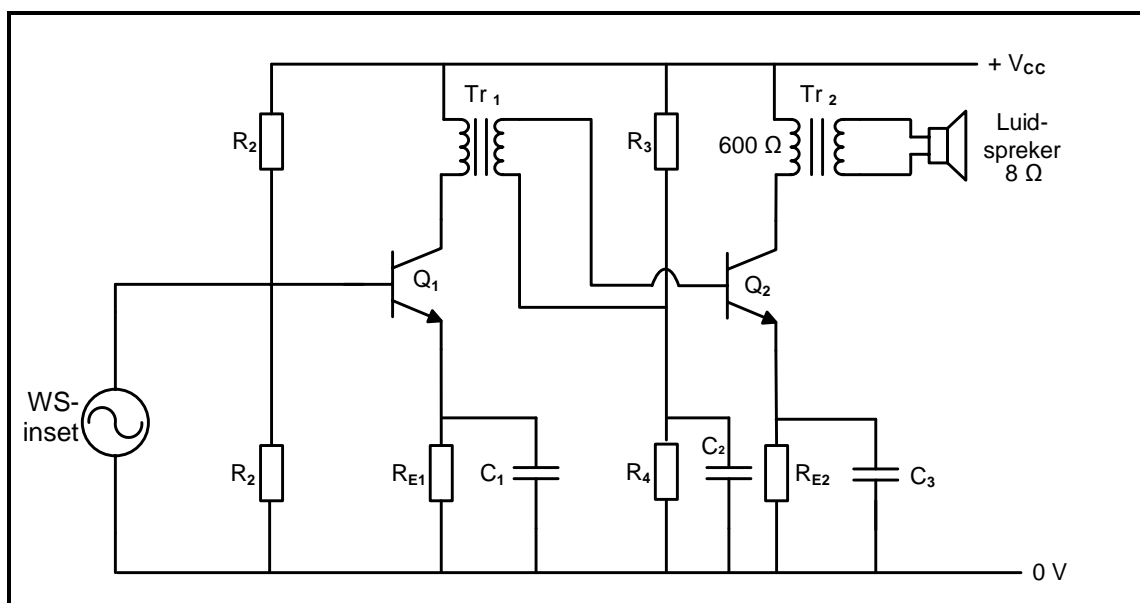 + V_CC
Tr 1
Tr 2
R2
R3
600 Ω
Luid-
spreker
8 Ω
Q1
Q2
WS-
inset
R2
RE1
C1
R4
C2
RE2
C3
0 V